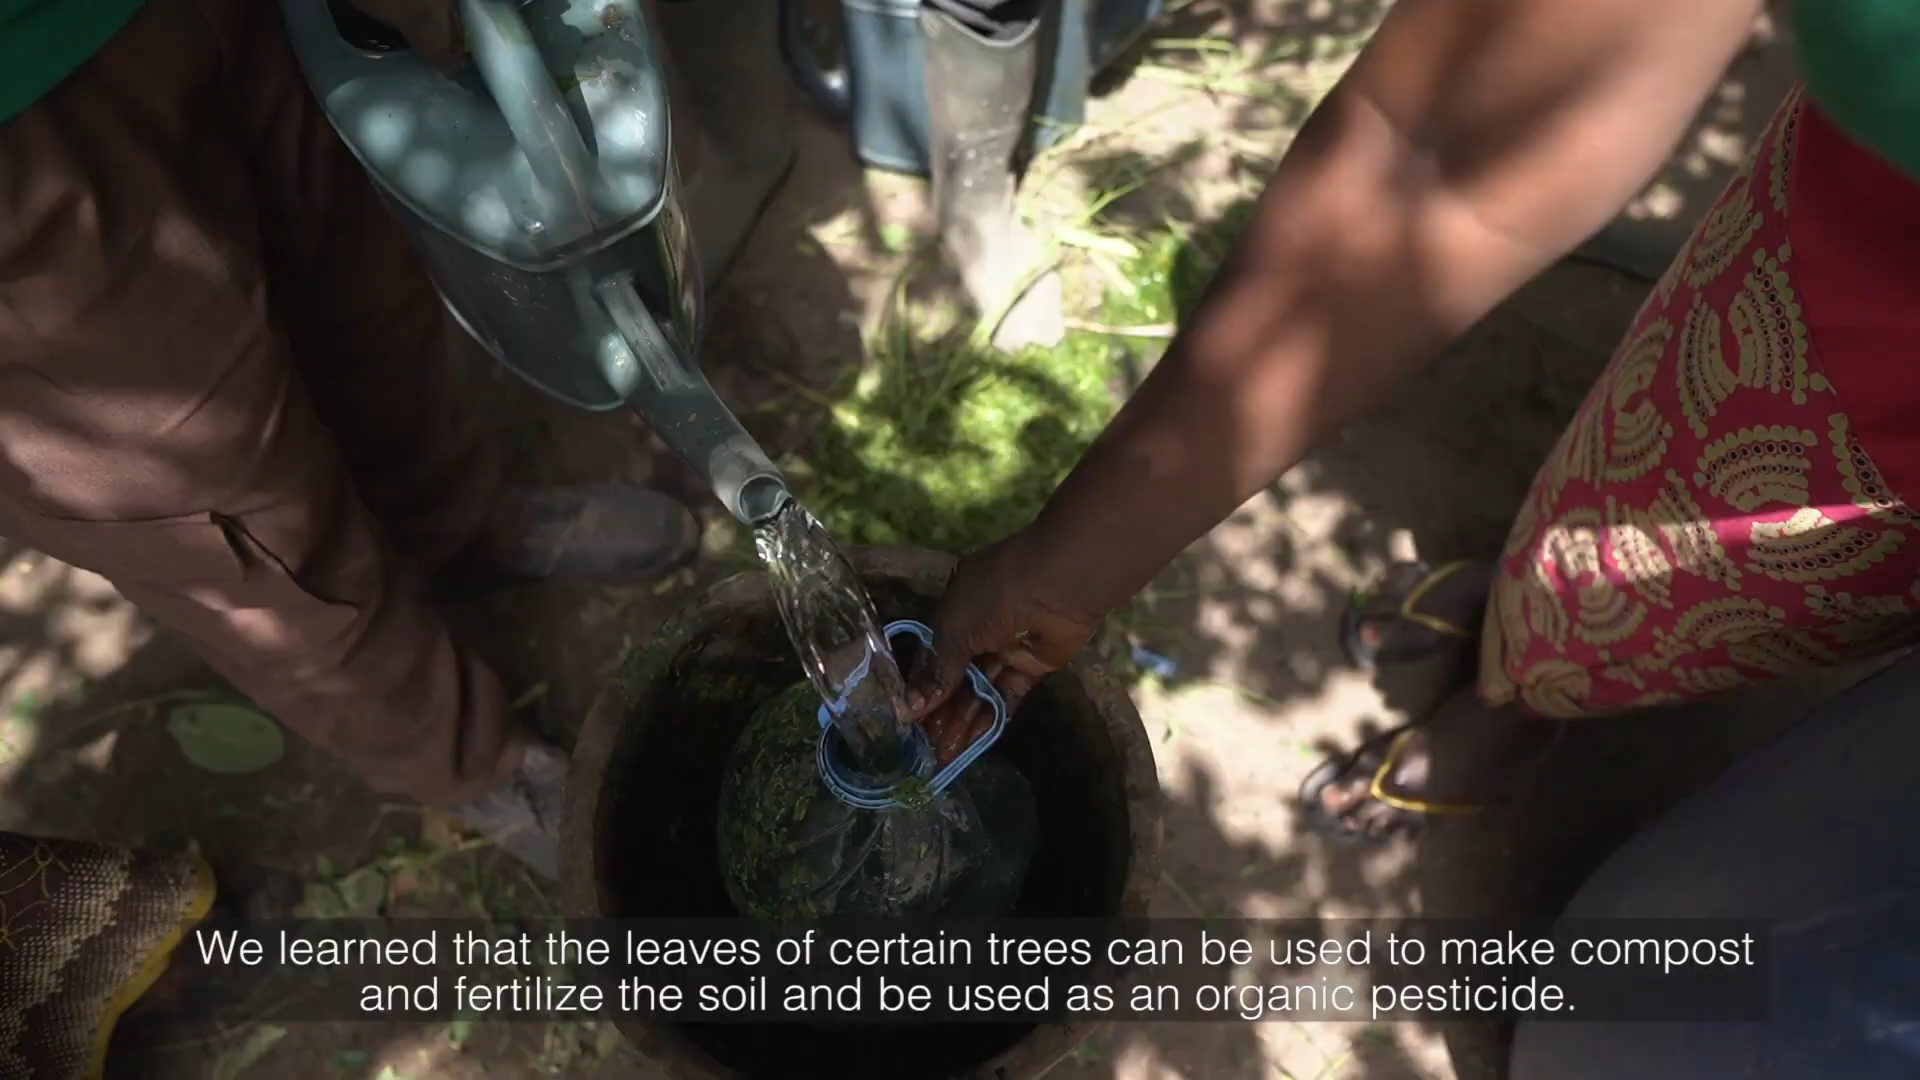 We learned that the leaves of certain trees can be used to make compost
and fertilize the soil and be used as an organic pesticide.